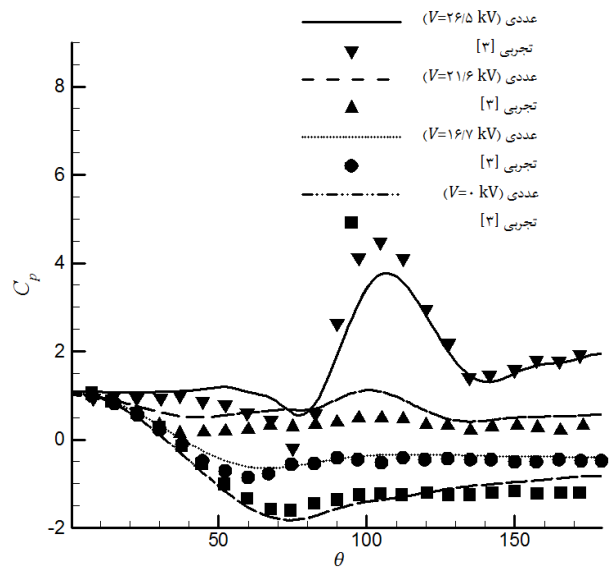 عددی (V=۲۶/۵ kV)
تجربی [۳]
عددی (V=۲۱/۶ kV)
تجربی [۳]
عددی (V=۱۶/۷ kV)
تجربی [۳]
عددی (V=۰ kV)
تجربی [۳]
8
6
4
2
0
-2
Cp
50
100
150
θ